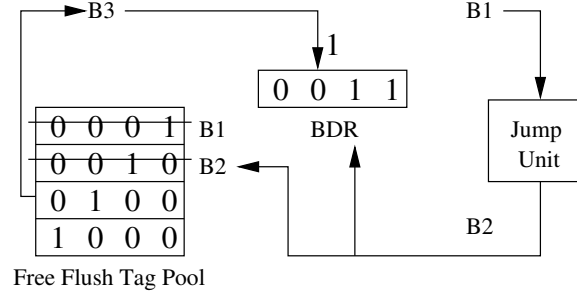 B3
B1
1
0 0 1 1
BDR
Jump
Unit
0 0 0 1 B1
0 0 1 0 B2
0 1 0 0
1 0 0 0
B2
Free Flush Tag Pool